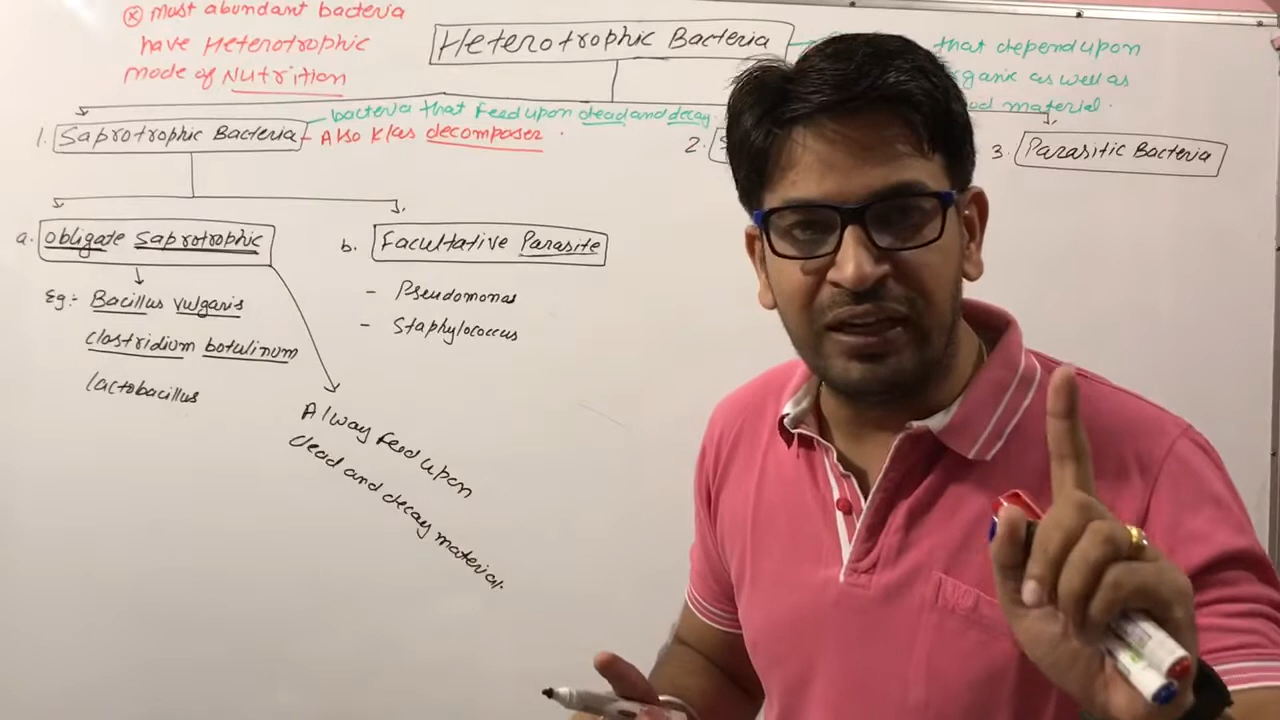 ⓧ Most abundant bacteria
have Heterotrophic
mode of Nutrition
Heterotrophic Bacteria
that depend upon
organic as well as
material.
bacteria that feed upon dead and decay
1. Saprotrophic Bacteria
- Also K/as decomposer.
2. S
3. Parasitic Bacteria
a. obligate saprotrophic
b. Facultative Parasite
Eg:- Bacillus vulgaris
clostridium botulinum
lactobacillus
- Pseudomonas
- Staphylococcus
Alway feed upon
dead and decay material.